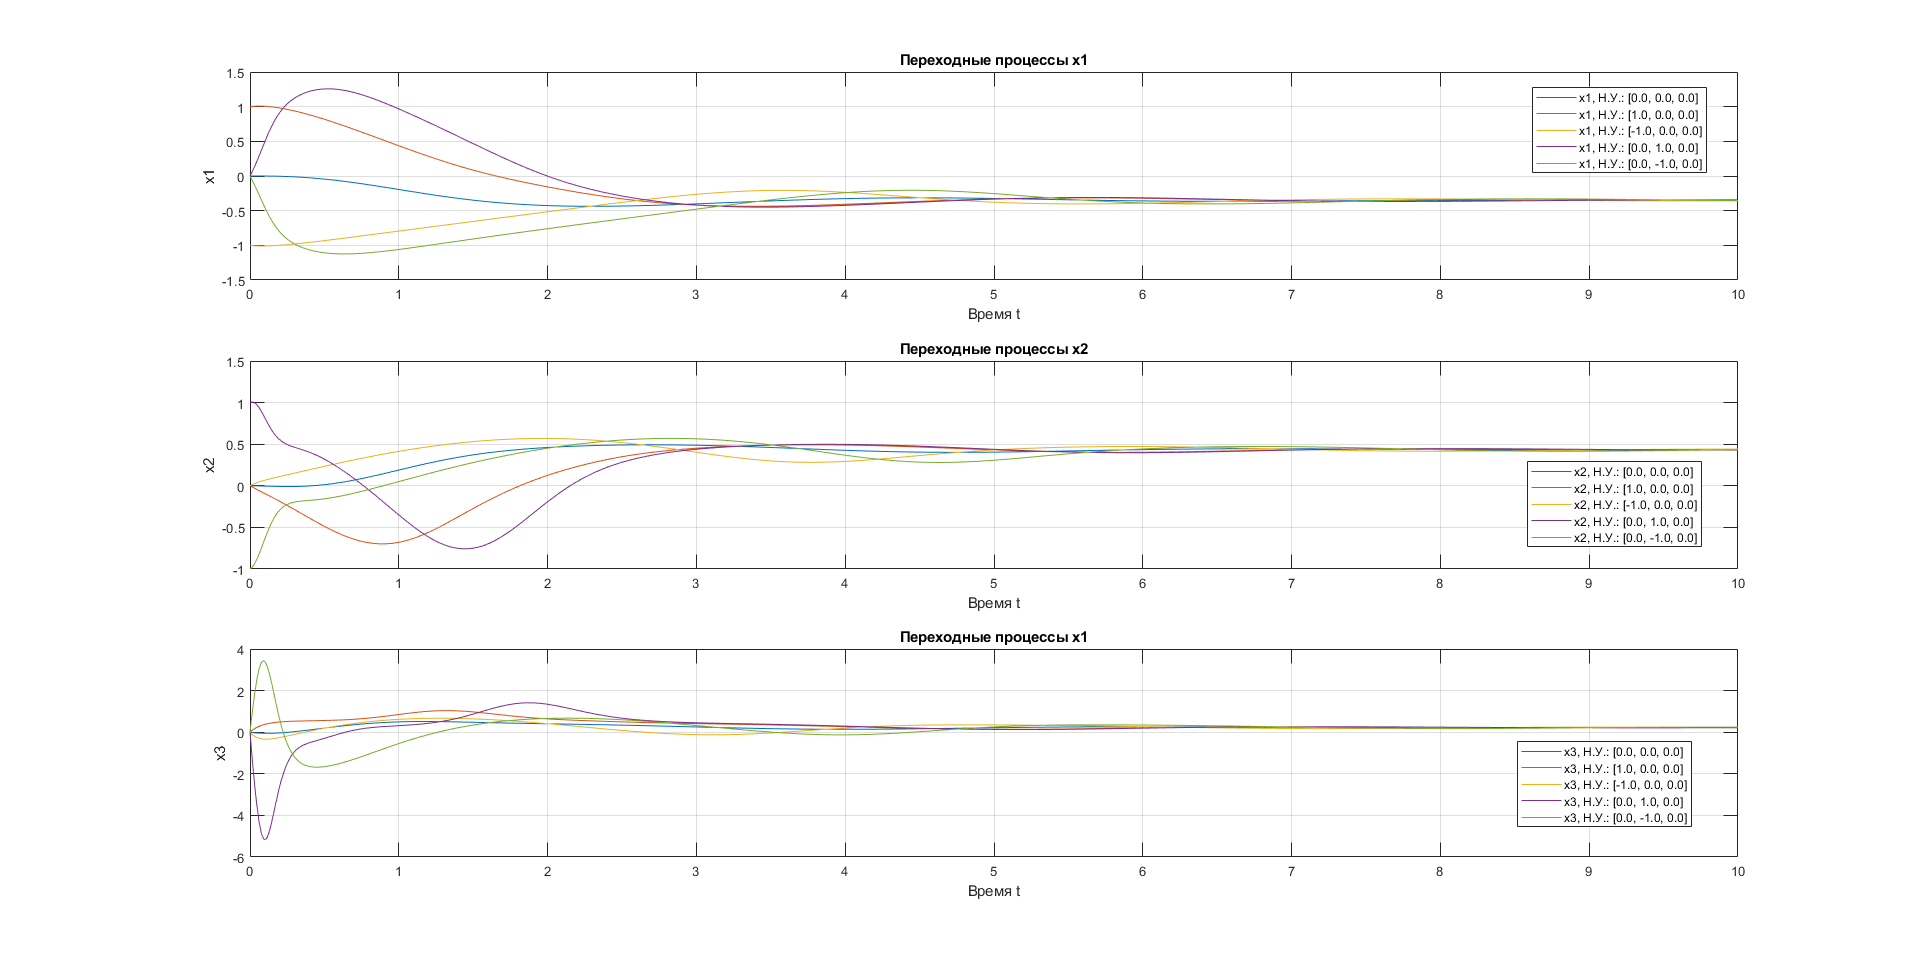 Переходные процессы x1
1.5
1
0.5
0
-0.5
-1
-1.5
x1
x1, Н.У.: [0.0, 0.0, 0.0]
x1, Н.У.: [1.0, 0.0, 0.0]
x1, Н.У.: [-1.0, 0.0, 0.0]
x1, Н.У.: [0.0, 1.0, 0.0]
x1, Н.У.: [0.0, -1.0, 0.0]
0 1 2 3 4 5 6 7 8 9 10
Время t
Переходные процессы x2
1.5
1
0.5
0
-0.5
-1
x2
x2, Н.У.: [0.0, 0.0, 0.0]
x2, Н.У.: [1.0, 0.0, 0.0]
x2, Н.У.: [-1.0, 0.0, 0.0]
x2, Н.У.: [0.0, 1.0, 0.0]
x2, Н.У.: [0.0, -1.0, 0.0]
0 1 2 3 4 5 6 7 8 9 10
Время t
Переходные процессы x1
4
2
0
-2
-4
-6
x3
x3, Н.У.: [0.0, 0.0, 0.0]
x3, Н.У.: [1.0, 0.0, 0.0]
x3, Н.У.: [-1.0, 0.0, 0.0]
x3, Н.У.: [0.0, 1.0, 0.0]
x3, Н.У.: [0.0, -1.0, 0.0]
0 1 2 3 4 5 6 7 8 9 10
Время t